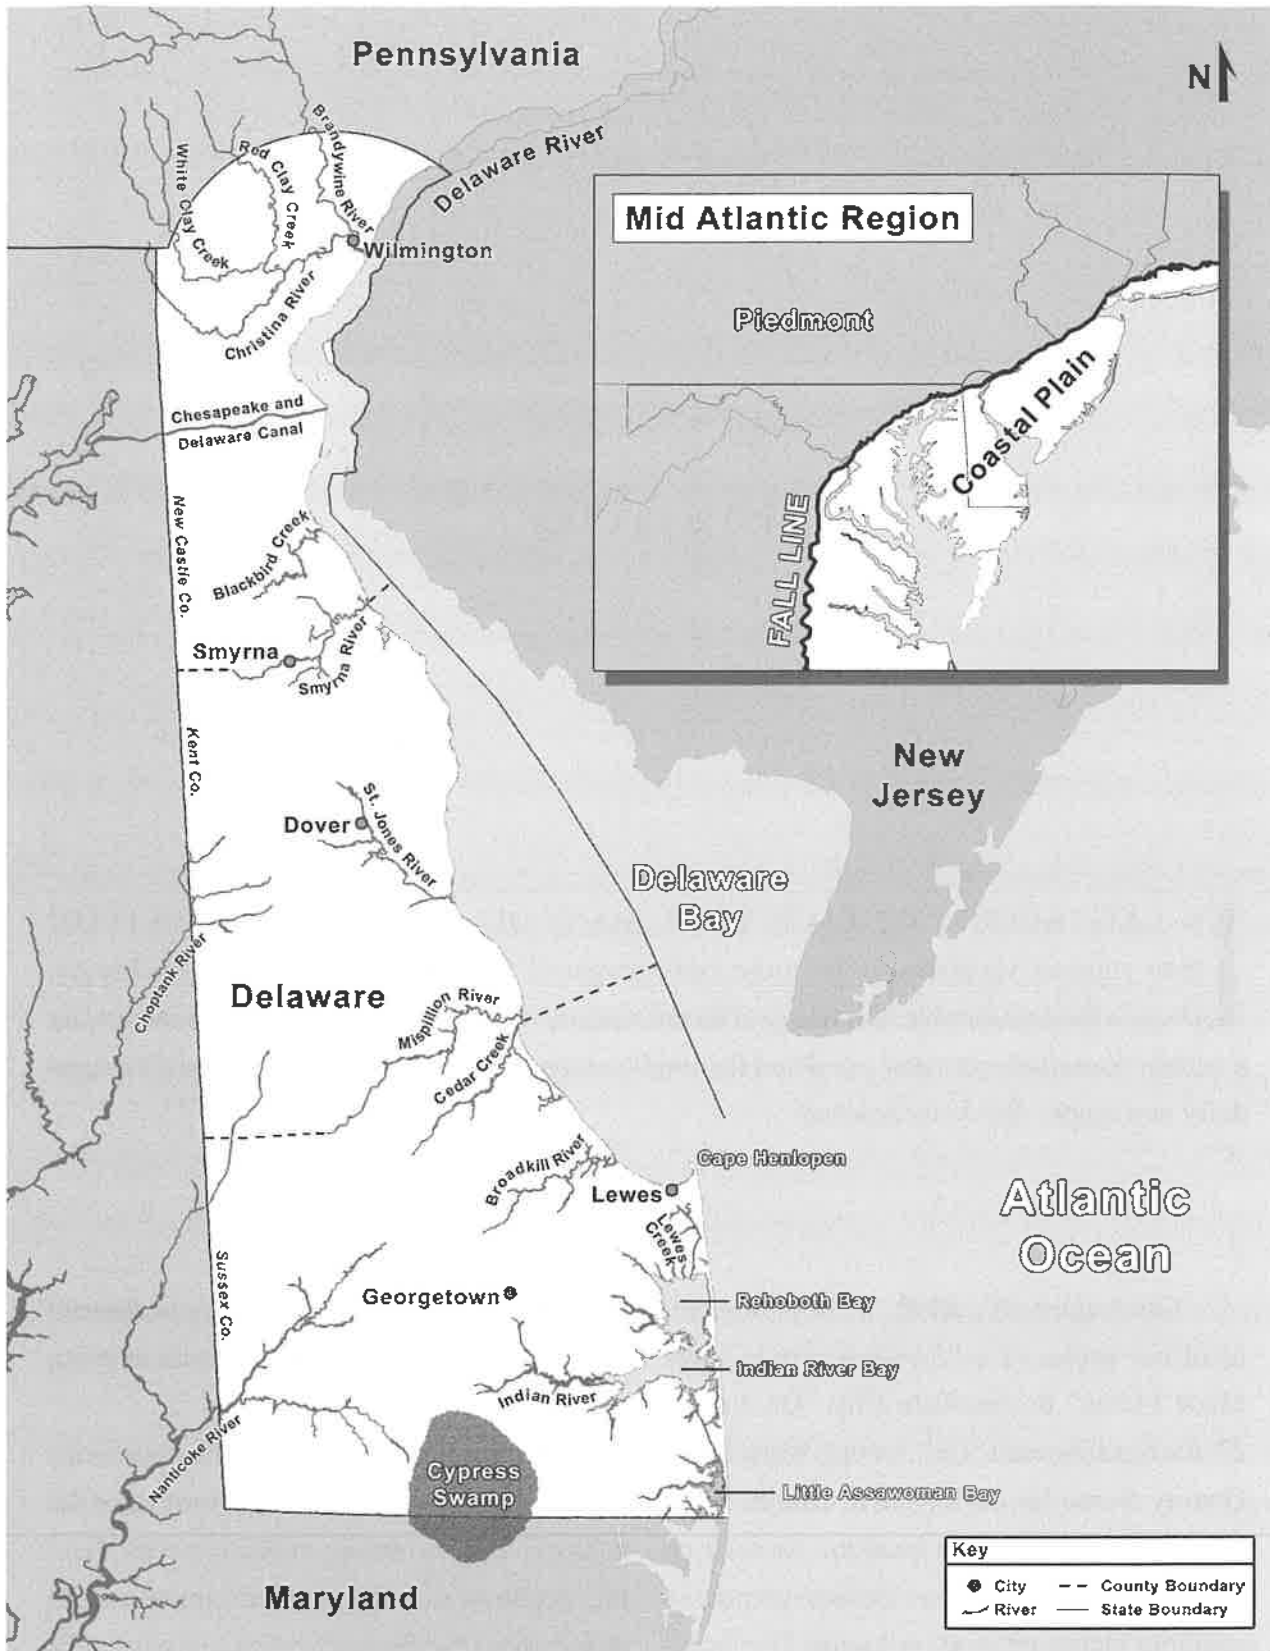 Pennsylvania
N
Brandywine River
Red Clay Creek
White Clay Creek
Delaware River
Wilmington
Christina River
Mid Atlantic Region
Piedmont
Coastal Plain
FALL LINE
Chesapeake and
Delaware Canal
New Castle Co.
Blackbird Creek
Smyrna
Smyrna River
Kent Co.
New
Jersey
St. Jones River
Dover
Delaware
Bay
Choptank River
Delaware
Mispillion River
Cedar Creek
Broadkill River
Cape Henlopen
Lewes
Lewes
Creek
Atlantic
Ocean
Sussex Co.
Georgetown
Rehoboth Bay
Indian River Bay
Indian River
Nanticoke River
Cypress
Swamp
Little Assawoman Bay
Maryland
Key
City
County Boundary
River
State Boundary